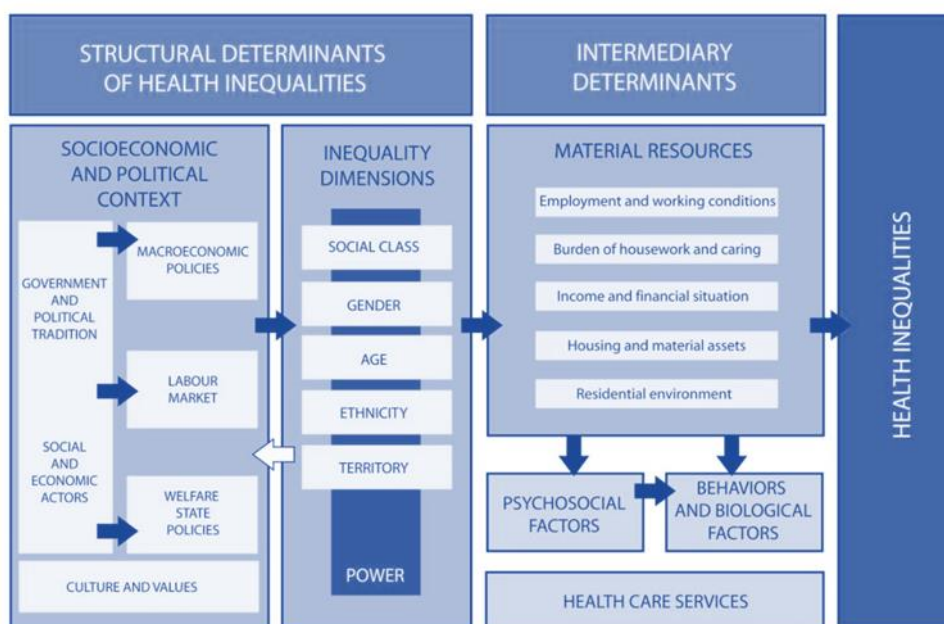 STRUCTURAL DETERMINANTS
OF HEALTH INEQUALITIES
INTERMEDIARY
DETERMINANTS
SOCIOECONOMIC
AND POLITICAL
CONTEXT
GOVERNMENT
AND
POLITICAL
TRADITION
SOCIAL
AND
ECONOMIC
ACTORS
MACROECONOMIC
POLICIES
LABOUR
MARKET
WELFARE
STATE
POLICIES
CULTURE AND VALUES
INEQUALITY
DIMENSIONS
SOCIAL CLASS
GENDER
AGE
ETHNICITY
TERRITORY
POWER
MATERIAL RESOURCES
Employment and working conditions
Burden of housework and caring
Income and financial situation
Housing and material assets
Residential environment
PSYCHOSOCIAL
FACTORS
BEHAVIORS
AND BIOLOGICAL
FACTORS
HEALTH CARE SERVICES
HEALTH INEQUALITIES